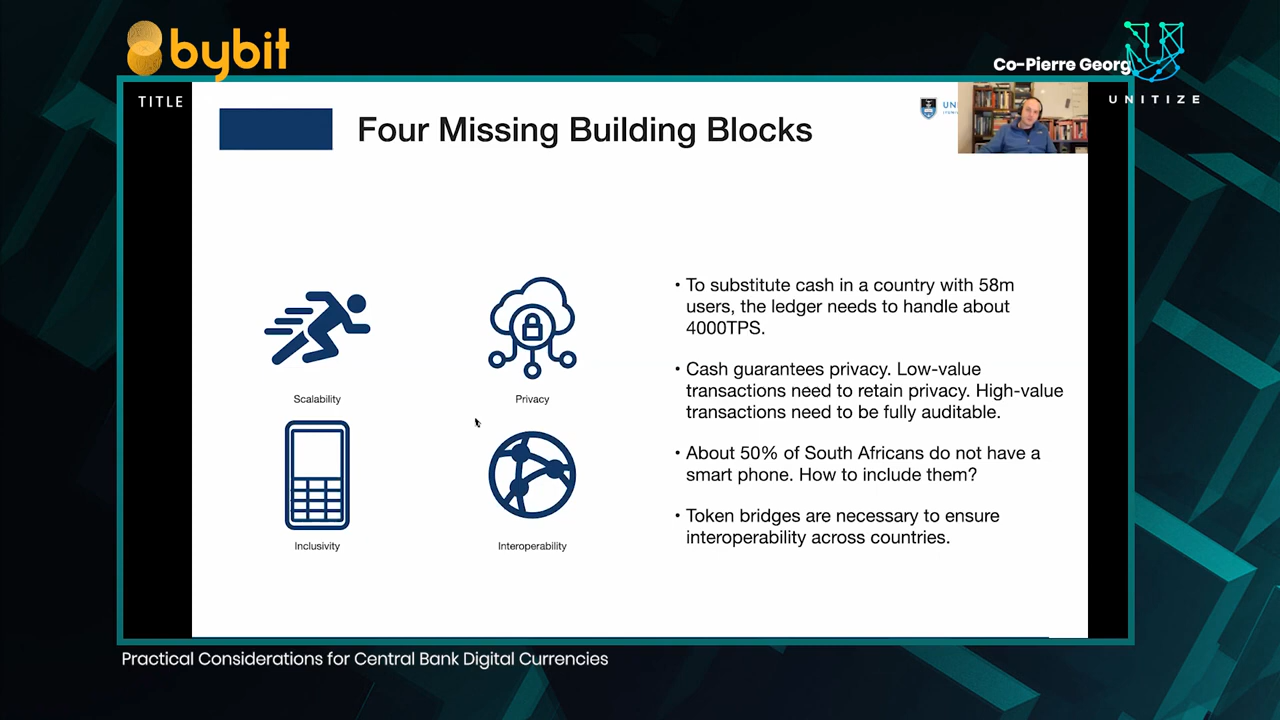 bybit
Co-Pierre Georg
UNITIZE
TITLE
Four Missing Building Blocks
Scalability
Privacy
Inclusivity
Interoperability
• To substitute cash in a country with 58m
users, the ledger needs to handle about
4000TPS.
• Cash guarantees privacy. Low-value
transactions need to retain privacy. High-value
transactions need to be fully auditable.
• About 50% of South Africans do not have a
smart phone. How to include them?
• Token bridges are necessary to ensure
interoperability across countries.
Practical Considerations for Central Bank Digital Currencies